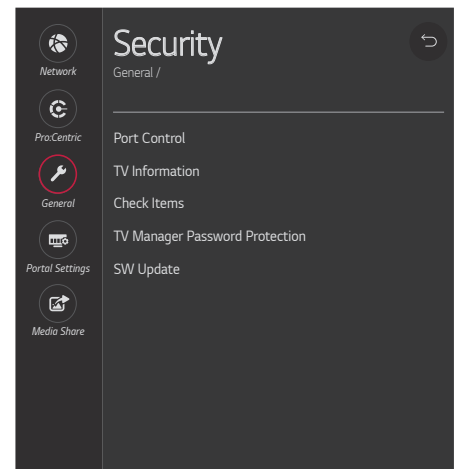 Security
General /
Network
Pro:Centric
General
Portal Settings
Media Share
Port Control
TV Information
Check Items
TV Manager Password Protection
SW Update